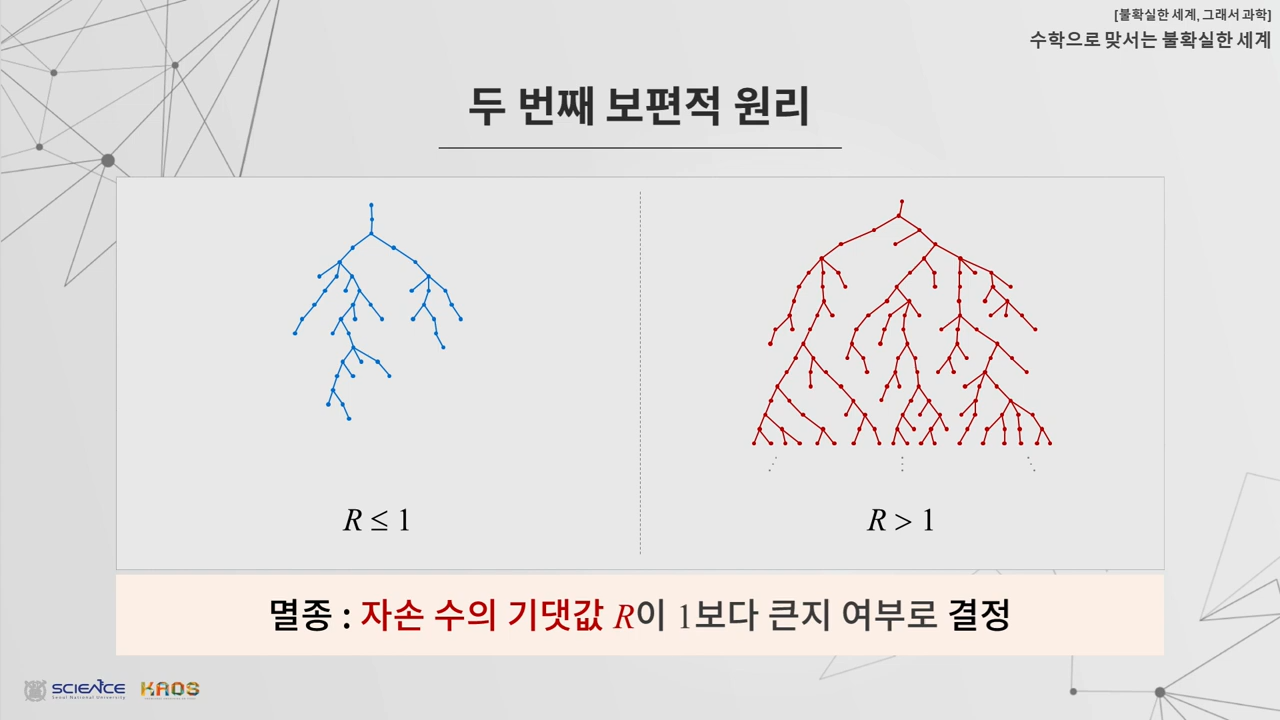 [불확실한 세계, 그래서 과학]
수학으로 맞서는 불확실한 세계
두 번째 보편적 원리
R ≤ 1
R > 1
멸종 : 자손 수의 기댓값 R이 1보다 큰지 여부로 결정
SCIENCE
Seoul National University
KAOS